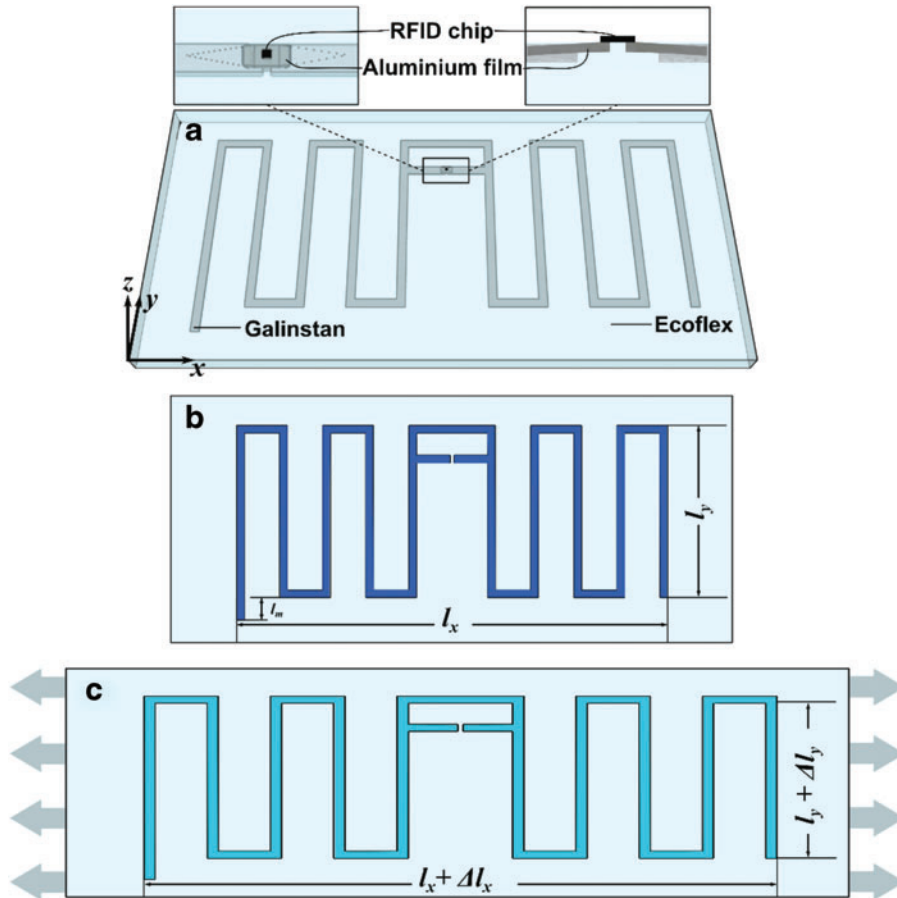 RFID chip
Aluminium film
a
z
y
x
Galinstan
Ecoflex
b
l_y
l_m
l_x
c
l_y + Δl_y
l_x + Δl_x